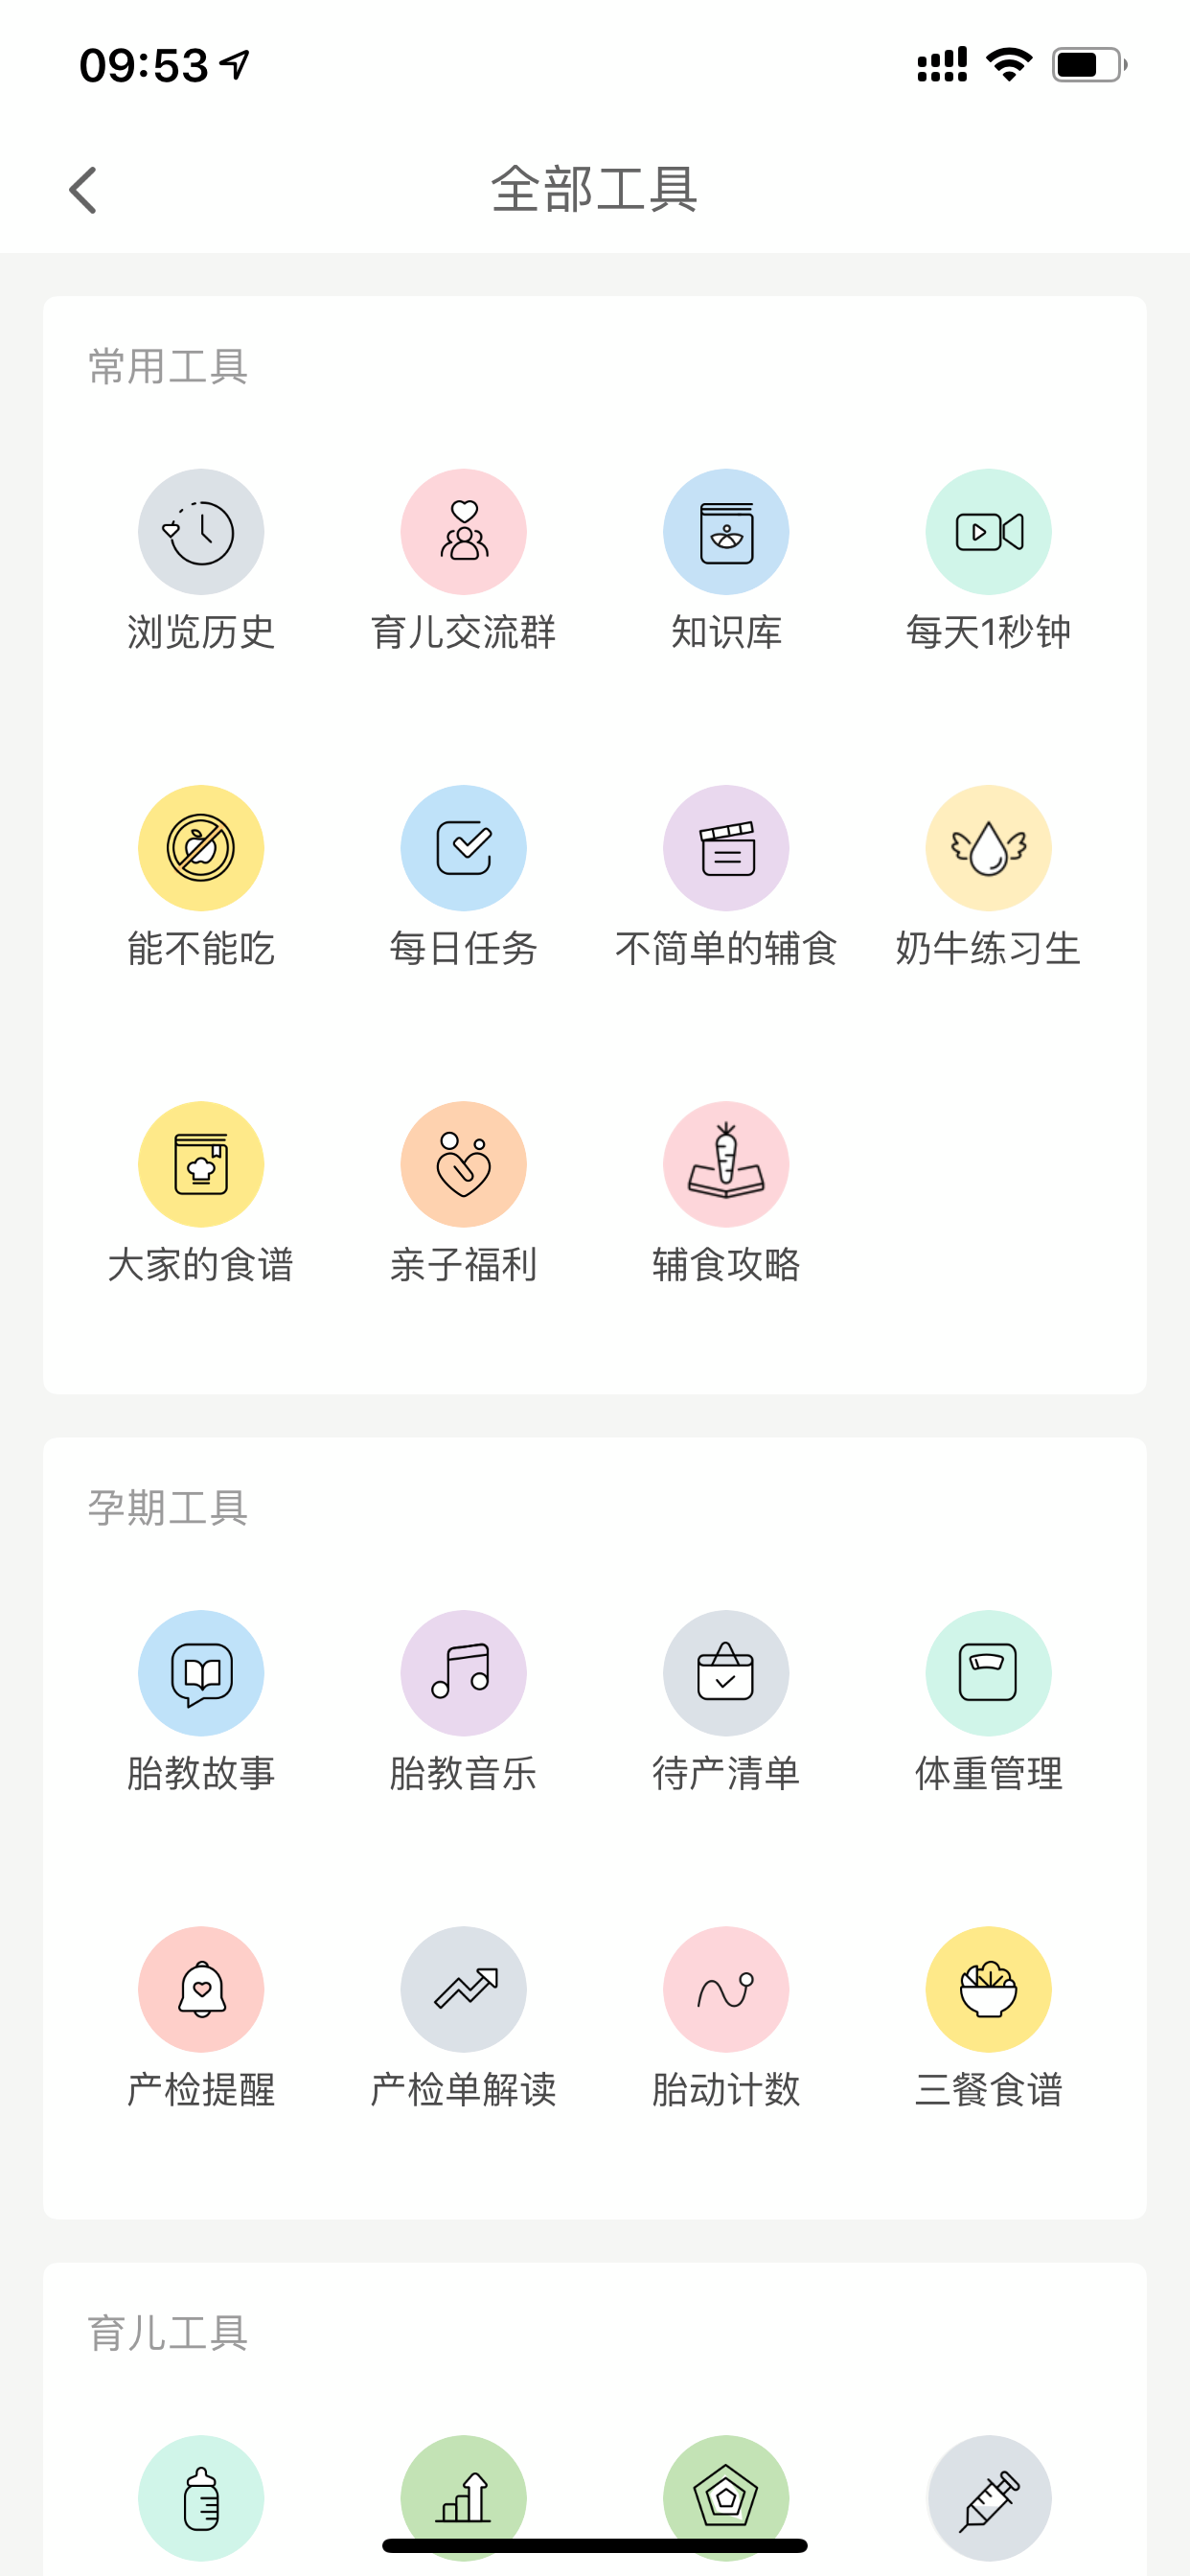 09:53
全部工具
常用工具
浏览历史 育儿交流群 知识库 每天1秒钟
能不能吃 每日任务 不简单的辅食 奶牛练习生
大家的食谱 亲子福利 辅食攻略
孕期工具
胎教故事 胎教音乐 待产清单 体重管理
产检提醒 产检单解读 胎动计数 三餐食谱
育儿工具